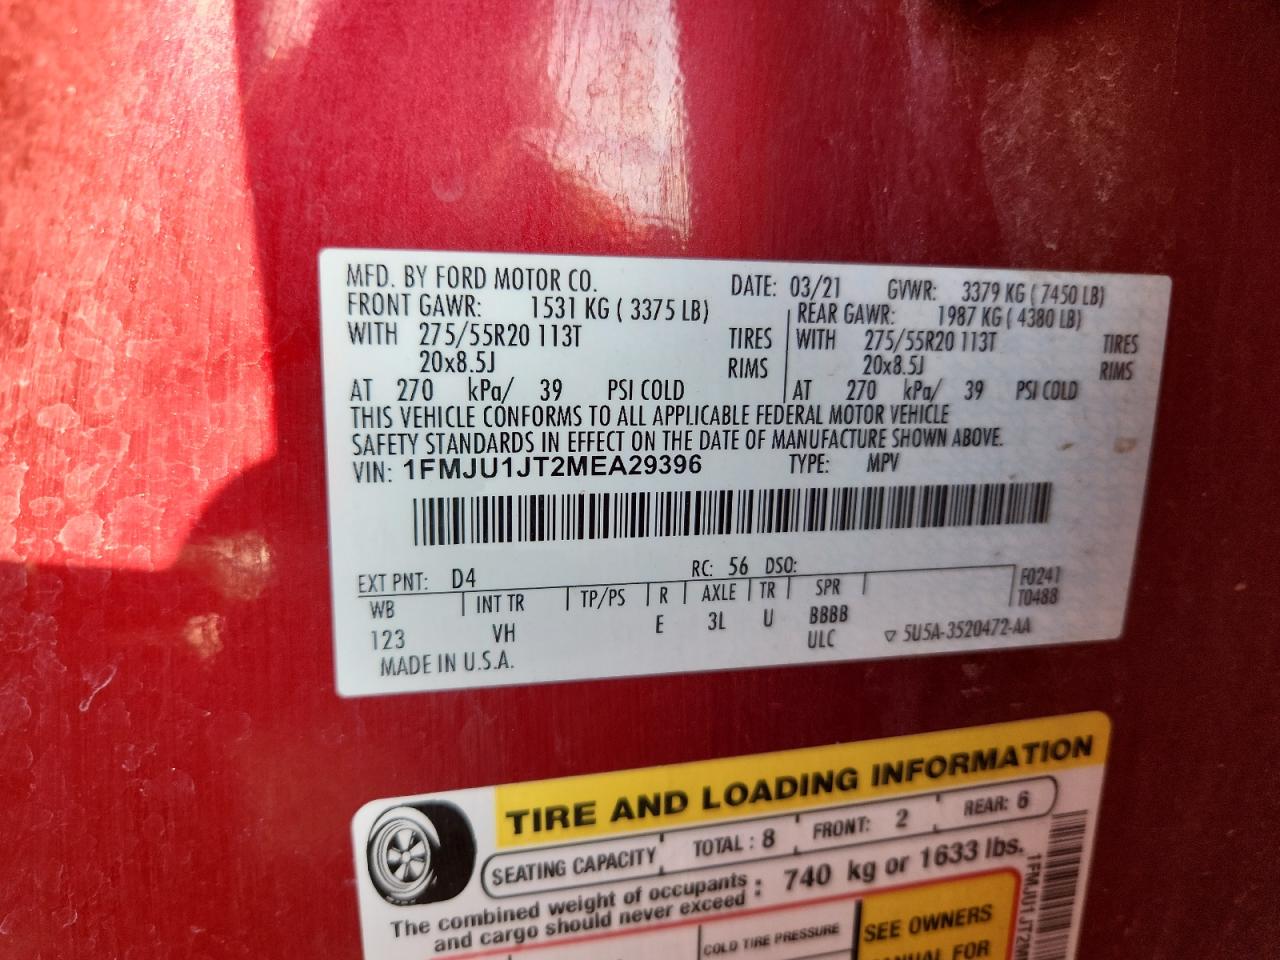 MFD. BY FORD MOTOR CO. DATE: 03/21 GVWR: 3379 KG ( 7450 LB)
FRONT GAWR: 1531 KG ( 3375 LB) REAR GAWR: 1987 KG ( 4380 LB)
WITH 275/55R20 113T TIRES WITH 275/55R20 113T TIRES
20x8.5J RIMS 20x8.5J RIMS
AT 270 kPa/ 39 PSI COLD AT 270 kPa/ 39 PSI COLD
THIS VEHICLE CONFORMS TO ALL APPLICABLE FEDERAL MOTOR VEHICLE
SAFETY STANDARDS IN EFFECT ON THE DATE OF MANUFACTURE SHOWN ABOVE.
VIN: 1FMJU1JT2MEA29396 TYPE: MPV
EXT PNT: D4 RC: 56 DSO: F0241
WB INT TR TP/PS R AXLE TR SPR T0488
123 VH E 3L U BBBB
ULC ▽ 5U5A-3520472-AA
MADE IN U.S.A.
TIRE AND LOADING INFORMATION
SEATING CAPACITY TOTAL : 8 FRONT: 2 REAR: 6
The combined weight of occupants : 740 kg or 1633 lbs.
and cargo should never exceed
COLD TIRE PRESSURE SEE OWNERS
MANUAL FOR
1FMJU1JT2M